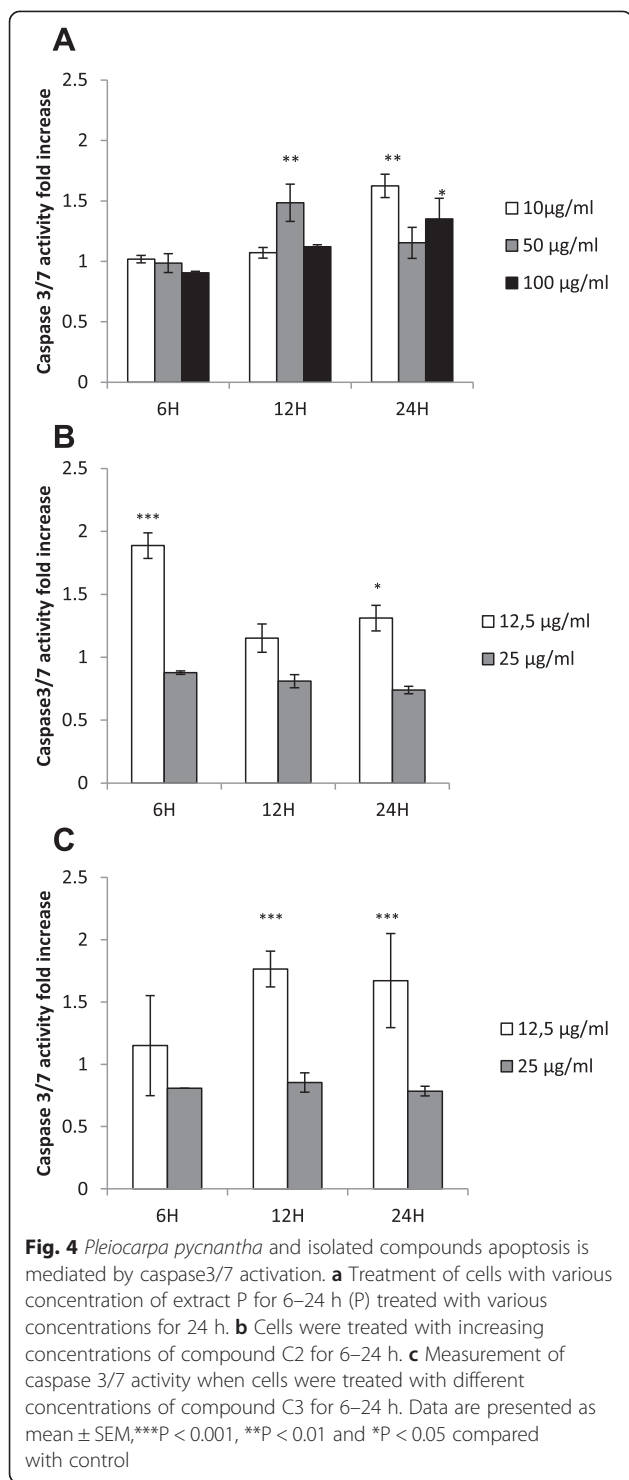 A
Caspase 3/7 activity fold increase
2.5
2
1.5
1
0.5
0
**
**
*
6H
12H
24H
10µg/ml
50 µg/ml
100 µg/ml
B
Caspase3/7 activity fold increase
2.5
2
1.5
1
0.5
0
***
*
6H
12H
24H
12,5 µg/ml
25 µg/ml
C
Caspase 3/7 activity fold increase
2.5
2
1.5
1
0.5
0
***
***
6H
12H
24H
12,5 µg/ml
25 µg/ml
Fig. 4 Pleiocarpa pycnantha and isolated compounds apoptosis is
mediated by caspase3/7 activation. a Treatment of cells with various
concentration of extract P for 6–24 h (P) treated with various
concentrations for 24 h. b Cells were treated with increasing
concentrations of compound C2 for 6–24 h. c Measurement of
caspase 3/7 activity when cells were treated with different
concentrations of compound C3 for 6–24 h. Data are presented as
mean ± SEM,***P < 0.001, **P < 0.01 and *P < 0.05 compared
with control